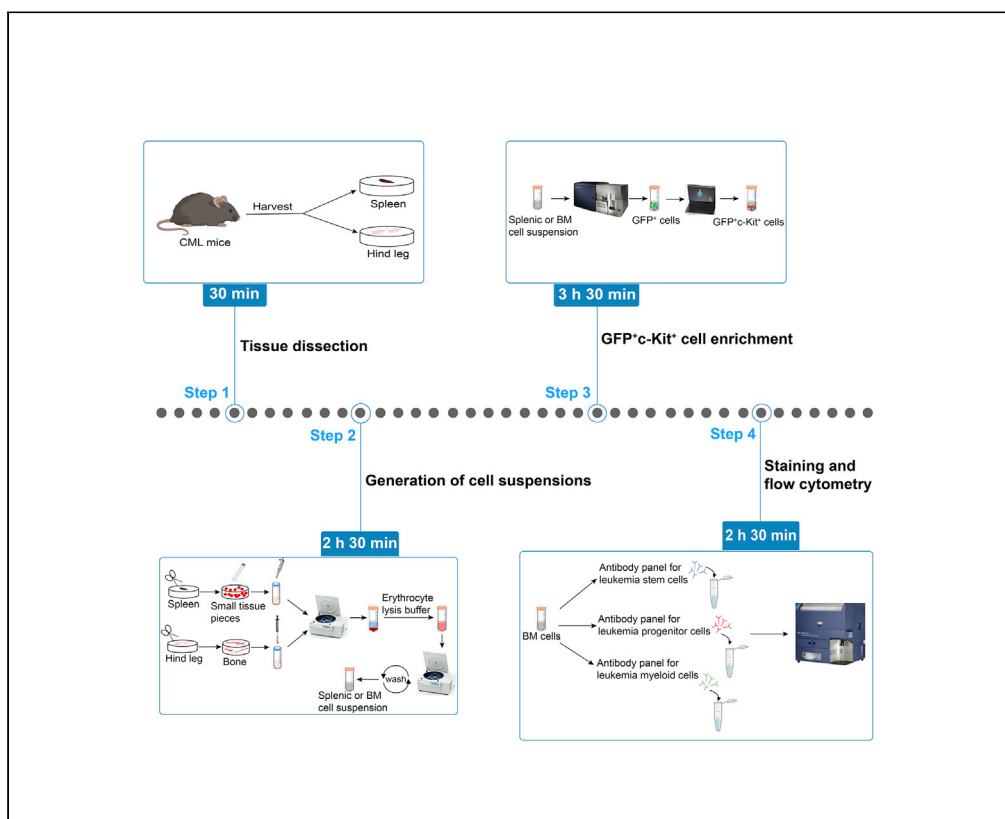 Harvest
Spleen
Hind leg
CML mice
30 min
Tissue dissection
Step 1
Splenic or BM
cell suspension
GFP⁺ cells
GFP⁺c-Kit⁺ cells
3 h 30 min
GFP⁺c-Kit⁺ cell enrichment
Step 3
Step 2
Generation of cell suspensions
2 h 30 min
Spleen
Small tissue
pieces
Erythrocyte
lysis buffer
Hind leg
Bone
wash
Splenic or BM
cell suspension
Step 4
Staining and
flow cytometry
2 h 30 min
Antibody panel for
leukemia stem cells
BM cells
Antibody panel for
leukemia progenitor cells
Antibody panel for
leukemia myeloid cells